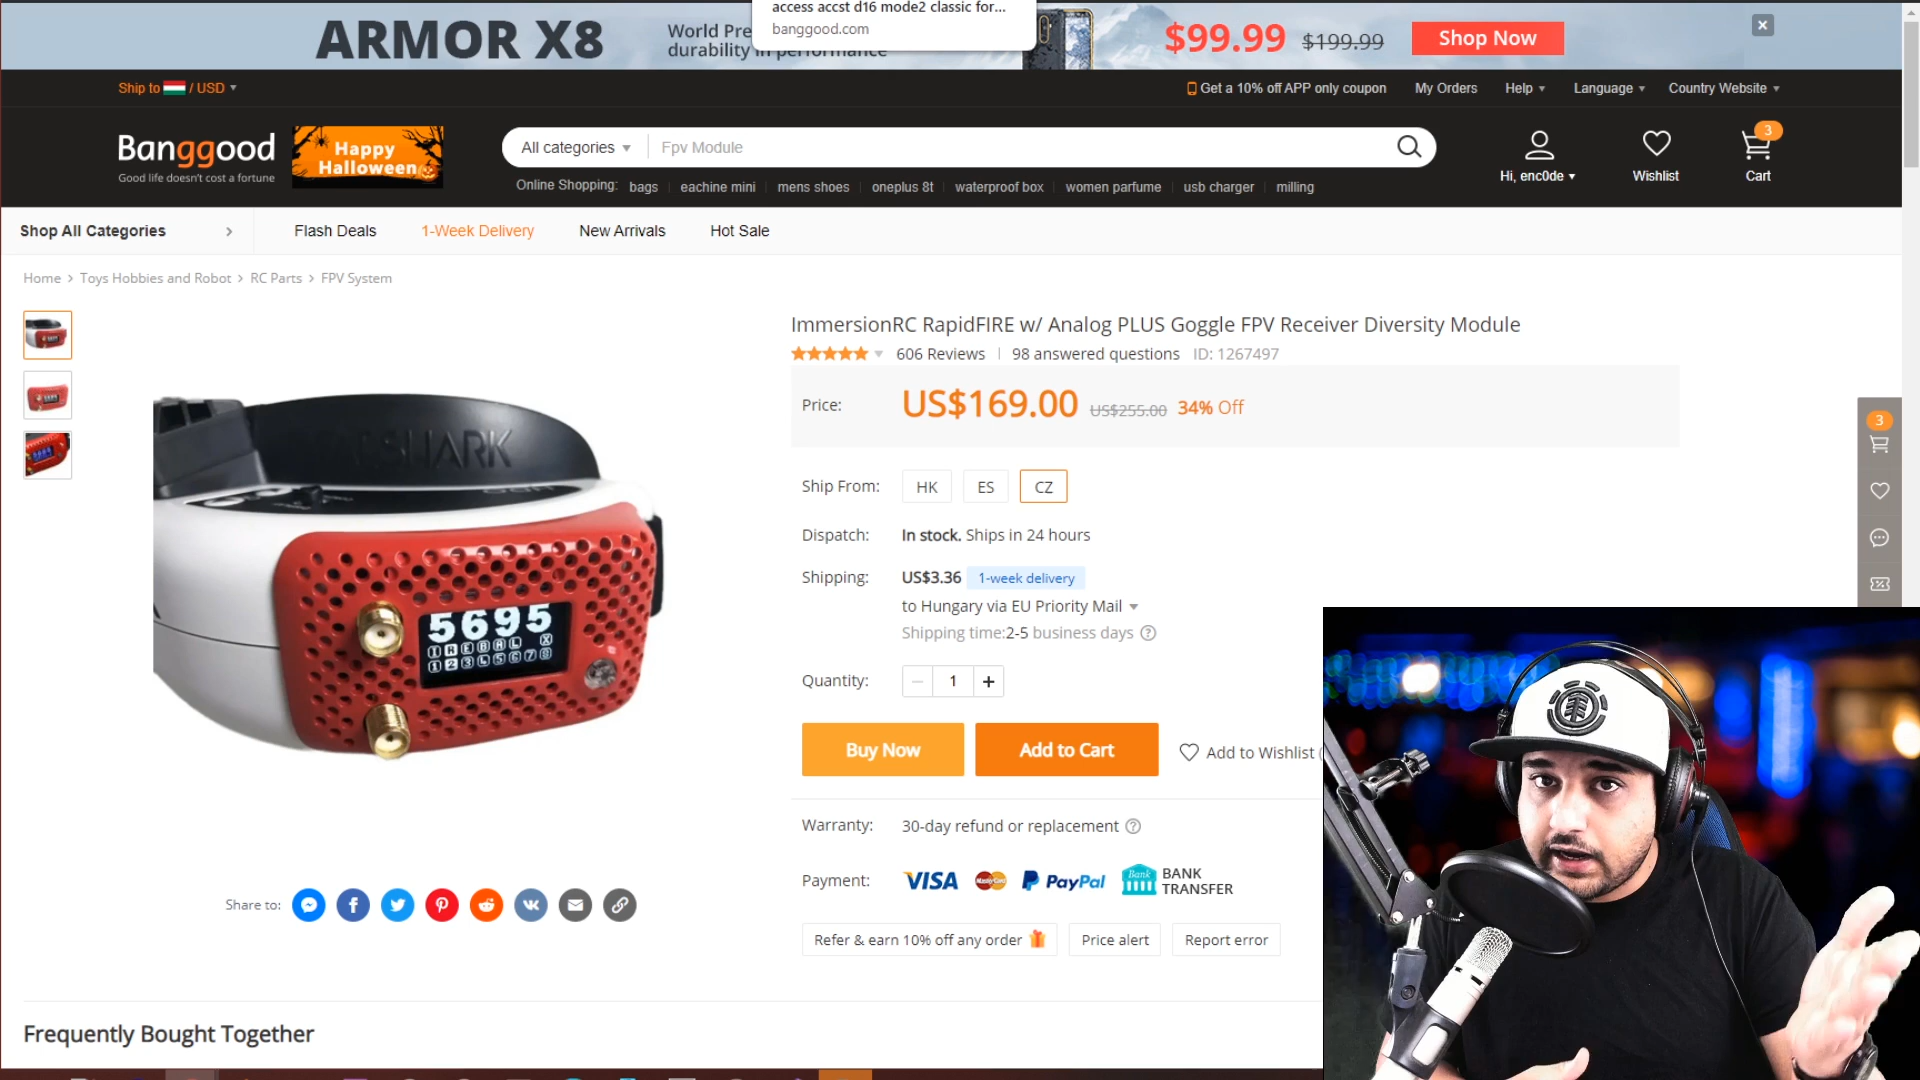 access accst d16 mode2 classic for...
banggood.com
ARMOR X8
World Pre
durability in performance
$99.99 $199.99 Shop Now
Ship to / USD
Get a 10% off APP only coupon My Orders Help Language Country Website
Banggood
Good life doesn't cost a fortune
Happy
Halloween
All categories Fpv Module
3
Online Shopping: bags eachine mini mens shoes oneplus 8t waterproof box women parfume usb charger milling
Hi, enc0de Wishlist Cart
Shop All Categories Flash Deals 1-Week Delivery New Arrivals Hot Sale
Home > Toys Hobbies and Robot > RC Parts > FPV System
ImmersionRC RapidFIRE w/ Analog PLUS Goggle FPV Receiver Diversity Module
606 Reviews 98 answered questions ID: 1267497
Price: US$169.00 US$255.00 34% Off
3
SHARK
5695
Ship From: HK ES CZ
Dispatch: In stock. Ships in 24 hours
Shipping: US$3.36 1-week delivery
to Hungary via EU Priority Mail
Shipping time:2-5 business days ?
Quantity: − 1 +
Buy Now Add to Cart Add to Wishlist (
Warranty: 30-day refund or replacement ?
Payment: VISA MasterCard PayPal Bank BANK
TRANSFER
Share to:
Refer & earn 10% off any order Price alert Report error
Frequently Bought Together